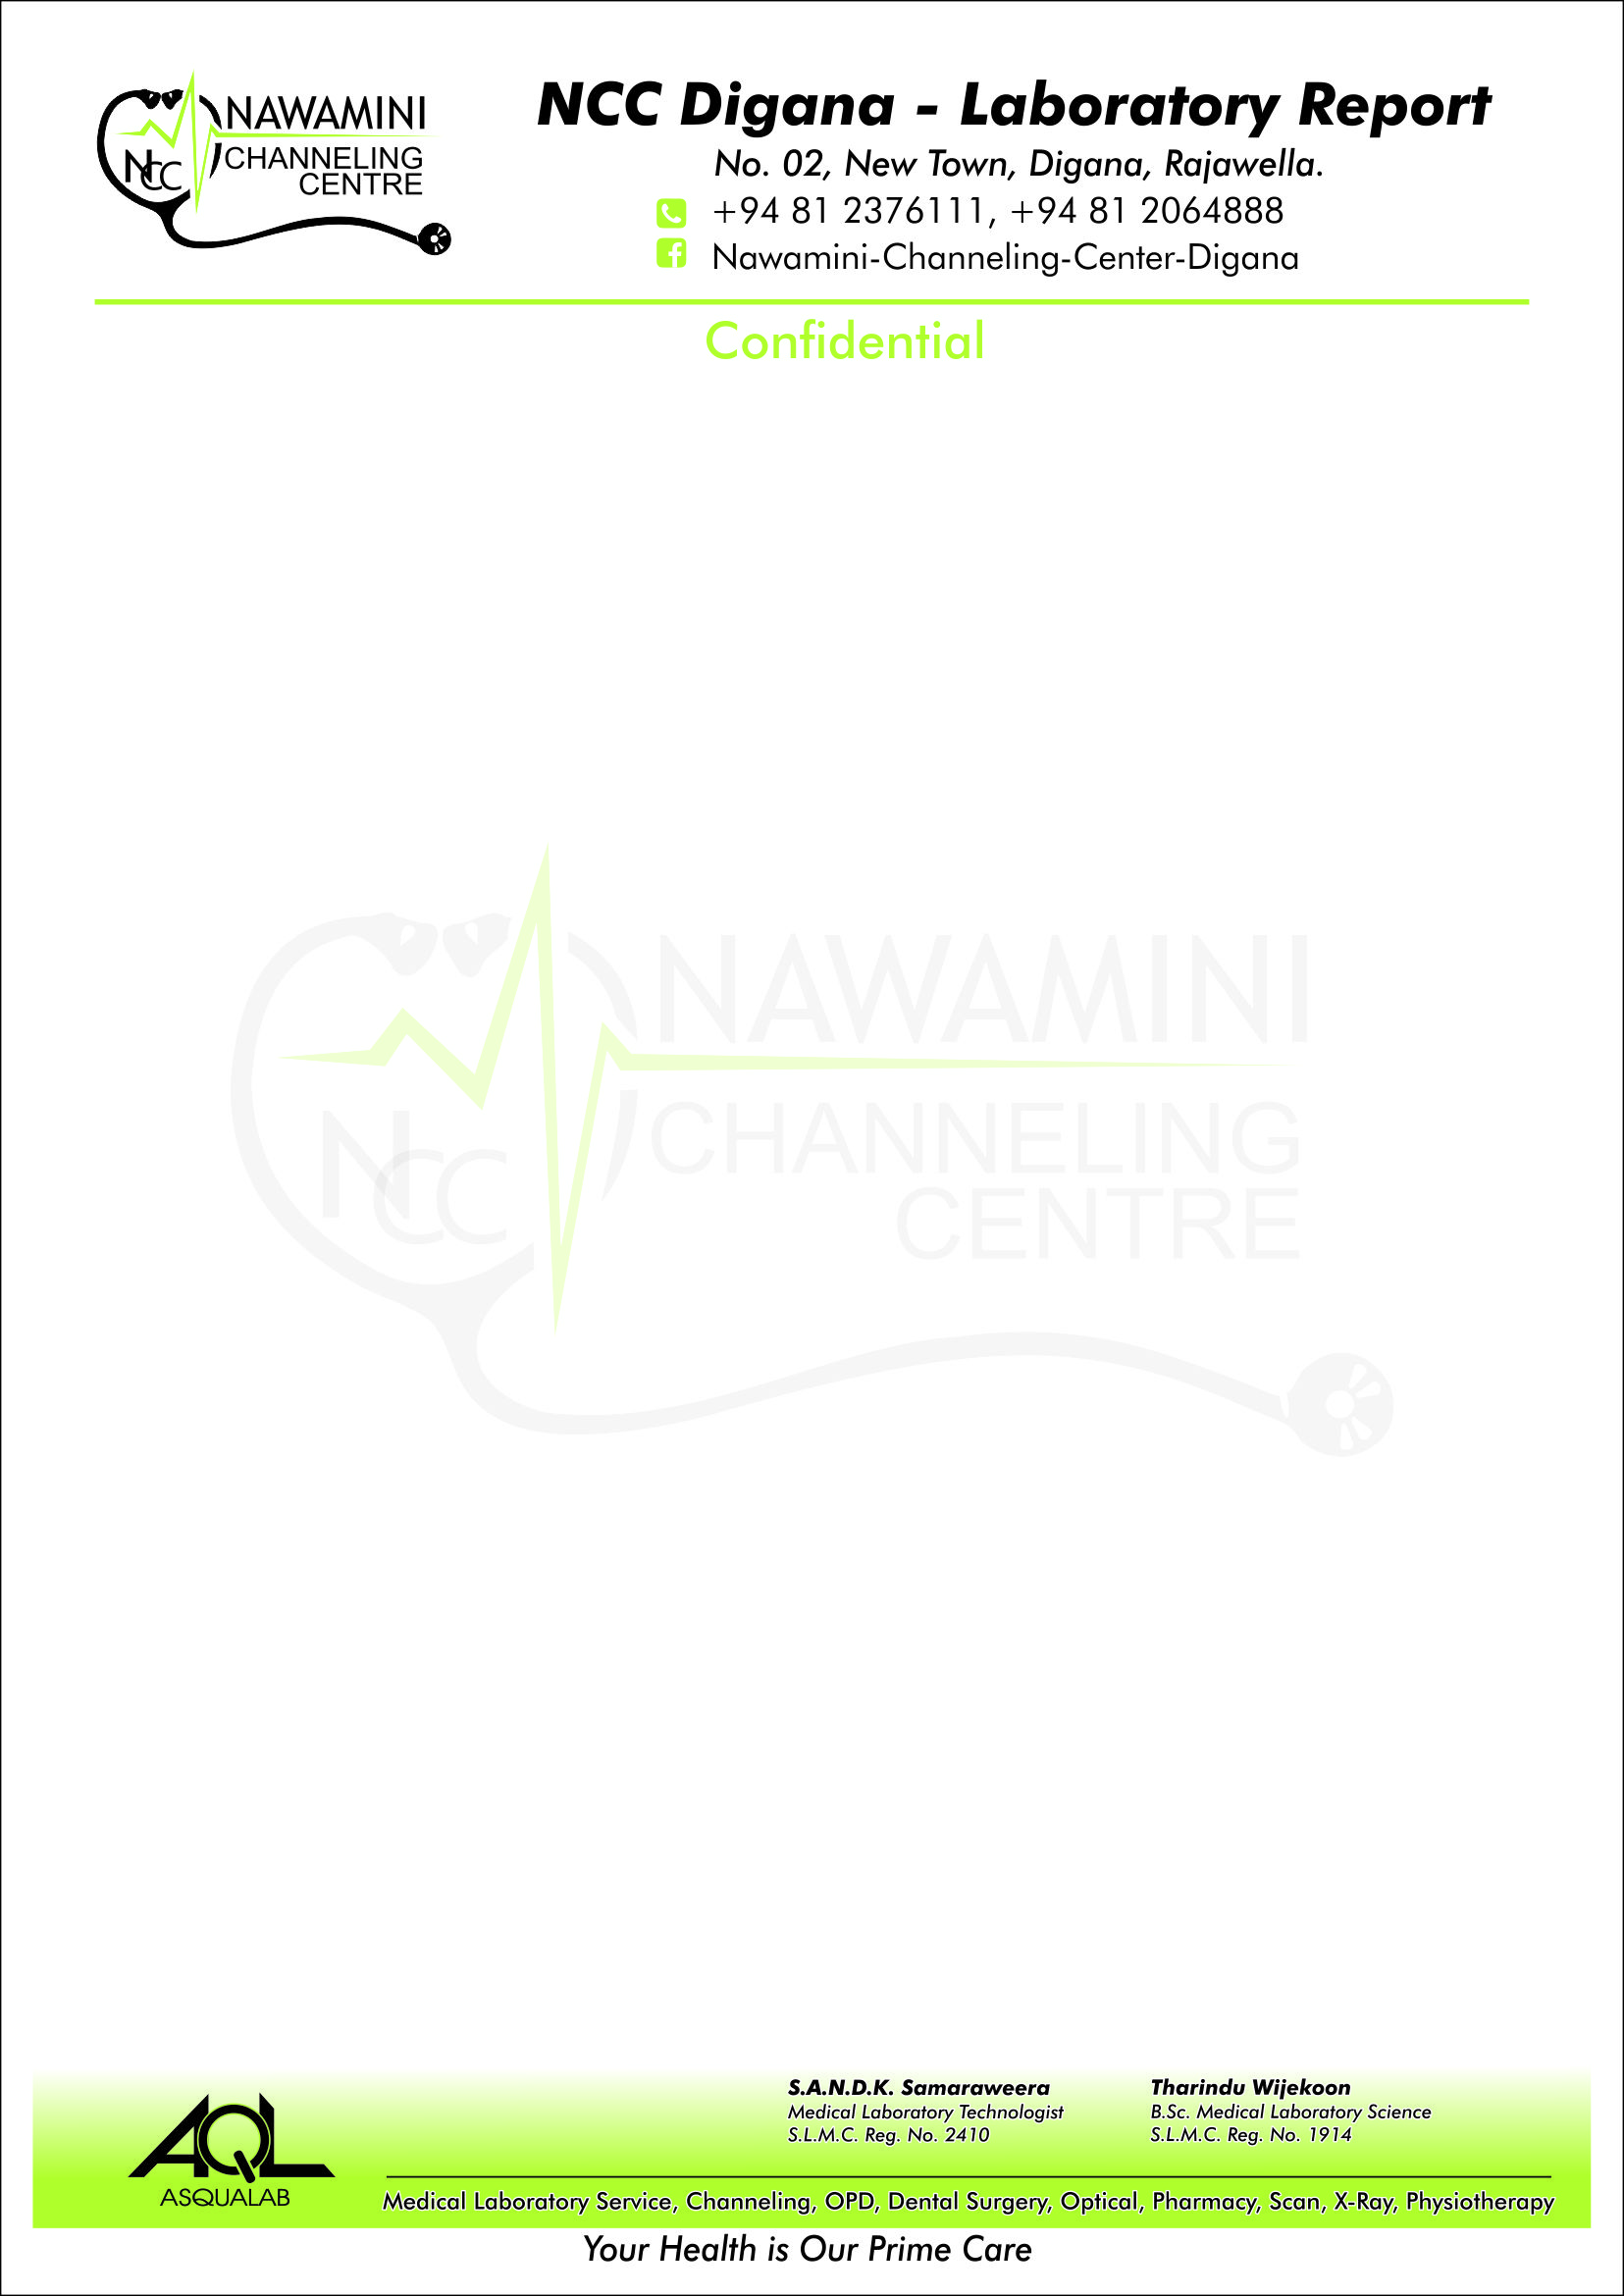 NAWAMINI
CHANNELING
CENTRE
NCC
NCC Digana - Laboratory Report
No. 02, New Town, Digana, Rajawella.
+94 81 2376111, +94 81 2064888
Nawamini-Channeling-Center-Digana
Confidential
NAWAMINI
CHANNELING
CENTRE
NCC
S.A.N.D.K. Samaraweera
Medical Laboratory Technologist
S.L.M.C. Reg. No. 2410
Tharindu Wijekoon
B.Sc. Medical Laboratory Science
S.L.M.C. Reg. No. 1914
AQL
ASQUALAB
Medical Laboratory Service, Channeling, OPD, Dental Surgery, Optical, Pharmacy, Scan, X-Ray, Physiotherapy
Your Health is Our Prime Care